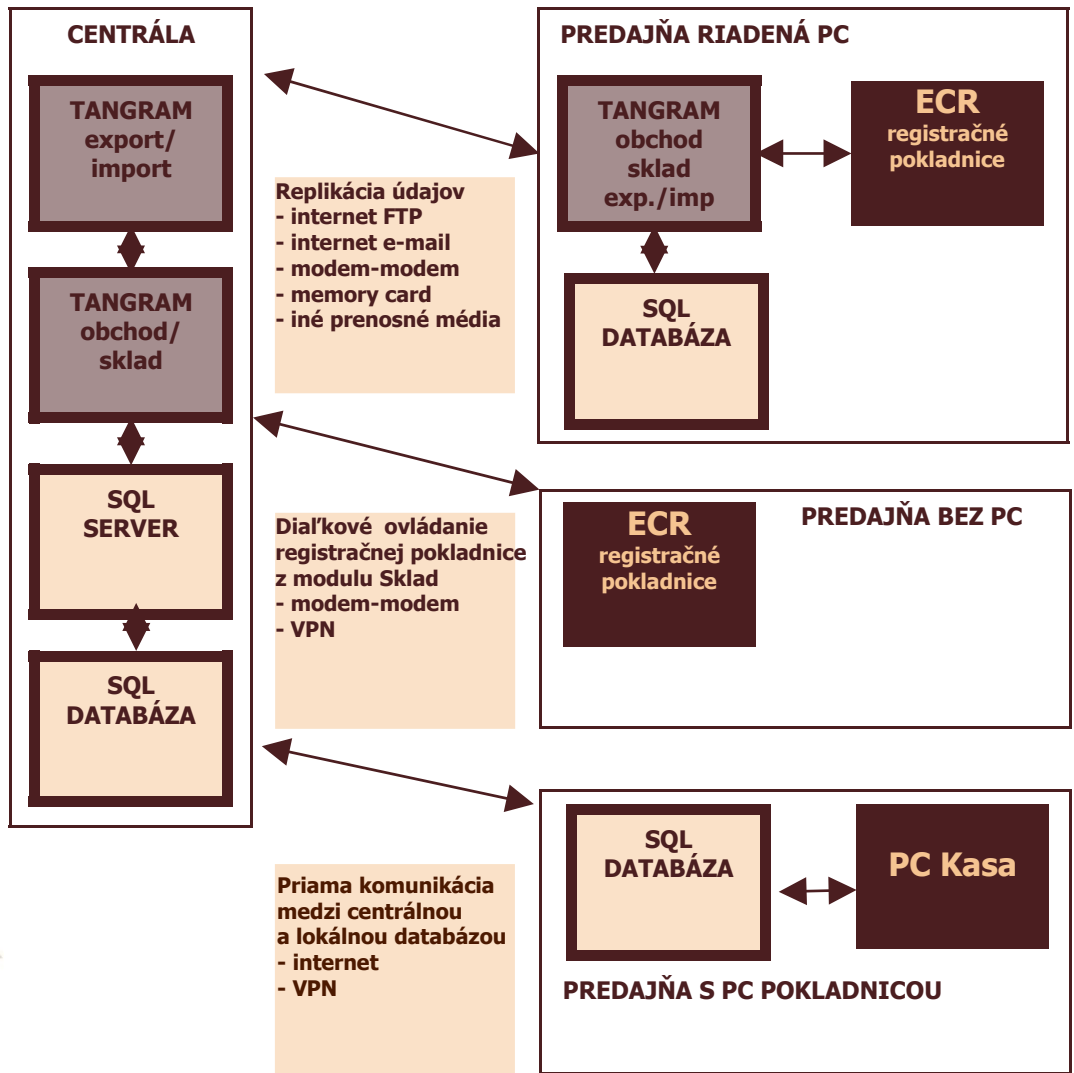 CENTRÁLA
TANGRAM
export/
import
TANGRAM
obchod/
sklad
SQL
SERVER
SQL
DATABÁZA
Replikácia údajov
- internet FTP
- internet e-mail
- modem-modem
- memory card
- iné prenosné média
Diaľkové ovládanie
registračnej pokladnice
z modulu Sklad
- modem-modem
- VPN
Priama komunikácia
medzi centrálnou
a lokálnou databázou
- internet
- VPN
PREDAJŇA RIADENÁ PC
TANGRAM
obchod
sklad
exp./imp
ECR
registračné
pokladnice
SQL
DATABÁZA
PREDAJŇA BEZ PC
ECR
registračné
pokladnice
SQL
DATABÁZA
PC Kasa
PREDAJŇA S PC POKLADNICOU